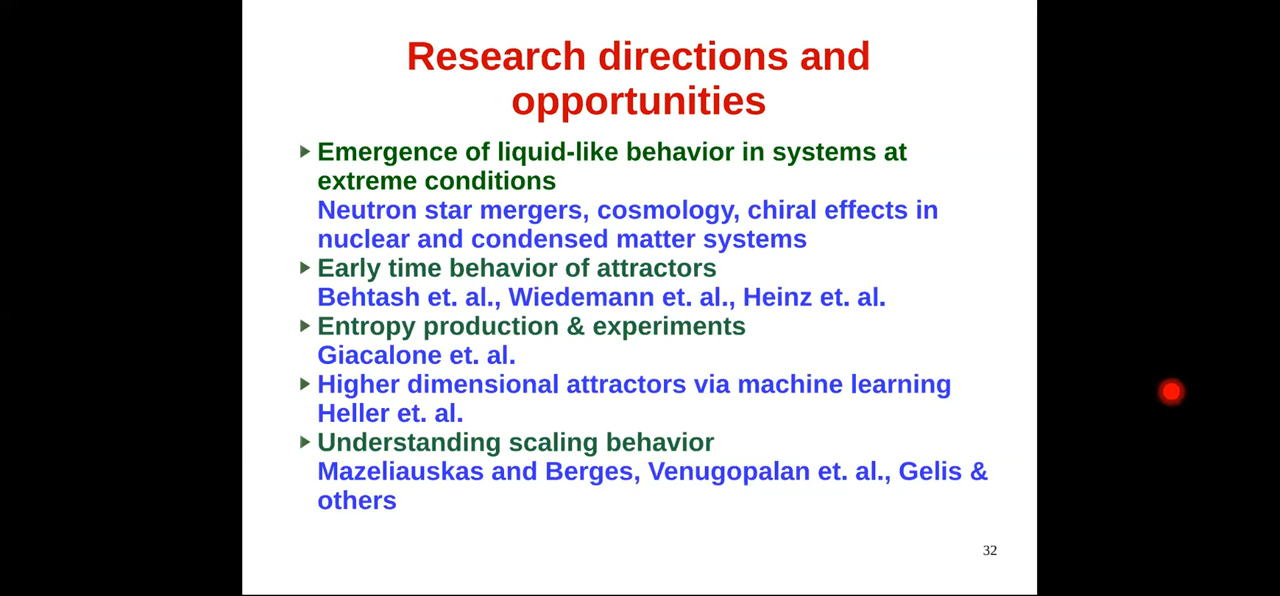 Research directions and
opportunities
Emergence of liquid-like behavior in systems at
extreme conditions
Neutron star mergers, cosmology, chiral effects in
nuclear and condensed matter systems
Early time behavior of attractors
Behtash et. al., Wiedemann et. al., Heinz et. al.
Entropy production & experiments
Giacalone et. al.
Higher dimensional attractors via machine learning
Heller et. al.
Understanding scaling behavior
Mazeliauskas and Berges, Venugopalan et. al., Gelis &
others
32